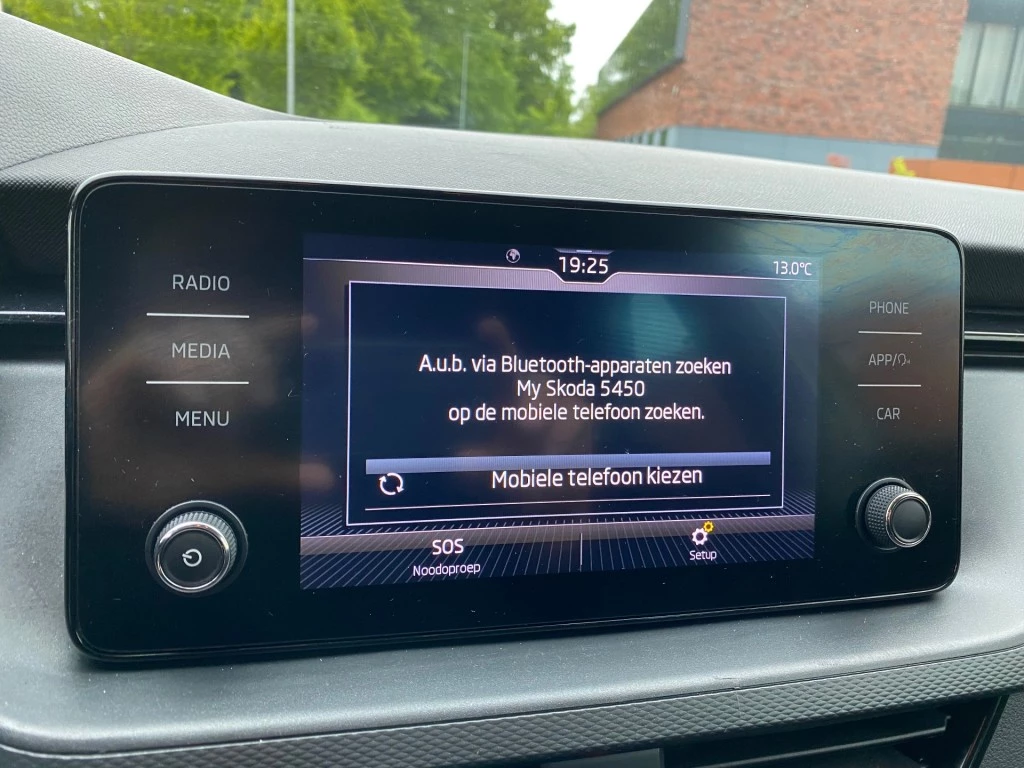 19:25
13.0°C
RADIO
MEDIA
MENU
A.u.b. via Bluetooth-apparaten zoeken
My Skoda 5450
op de mobiele telefoon zoeken.
Mobiele telefoon kiezen
SOS
Noodoproep
Setup
PHONE
APP/
CAR